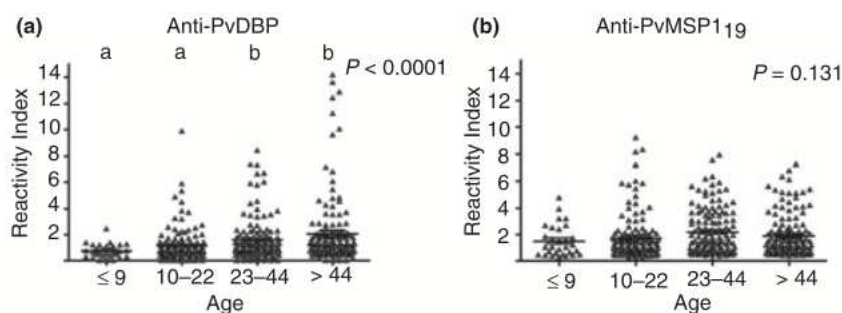 (a) Anti-PvDBP
a a b b
P < 0.0001
Reactivity Index
14
12
10
8
6
4
2
≤ 9 10–22 23–44 > 44
Age
(b) Anti-PvMSP1₁₉
P = 0.131
Reactivity Index
14
12
10
8
6
4
2
≤ 9 10–22 23–44 > 44
Age